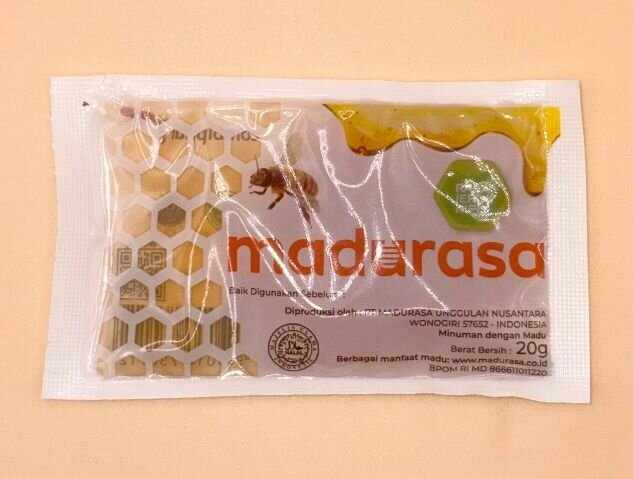 madurasa
Baik Digunakan Sebelum :
Diproduksi oleh : PT MADURASA UNGGULAN NUSANTARA
WONOGIRI 57652 - INDONESIA
Minuman dengan Madu
Berat Bersih : 20g
HALAL
Berbagai manfaat madu: www.madurasa.co.id
BPOM RI MD 866611011220